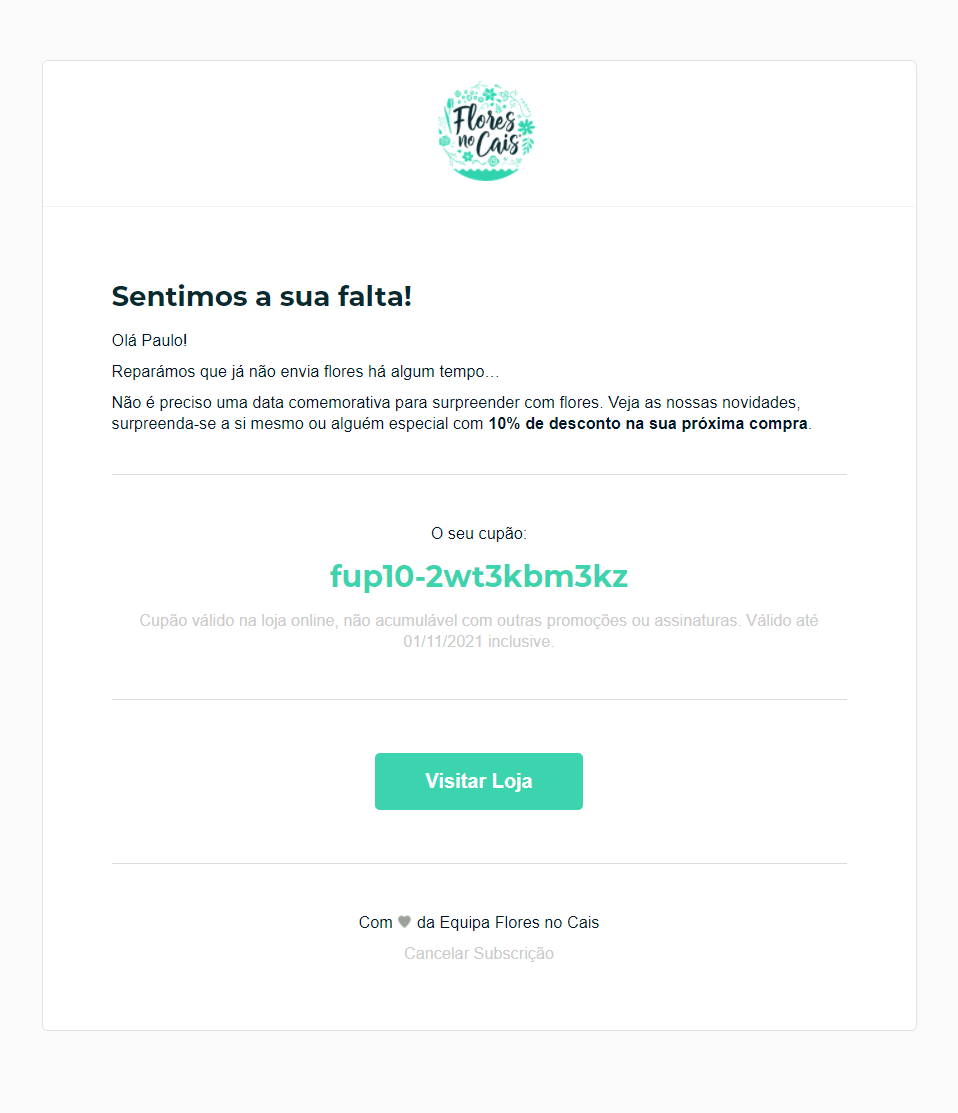 Flores
no Cais
Sentimos a sua falta!
Olá Paulo!
Reparámos que já não envia flores há algum tempo…
Não é preciso uma data comemorativa para surpreender com flores. Veja as nossas novidades,
surpreenda-se a si mesmo ou alguém especial com 10% de desconto na sua próxima compra.
O seu cupão:
fup10-2wt3kbm3kz
Cupão válido na loja online, não acumulável com outras promoções ou assinaturas. Válido até
01/11/2021 inclusive.
Visitar Loja
Com 🖤 da Equipa Flores no Cais
Cancelar Subscrição